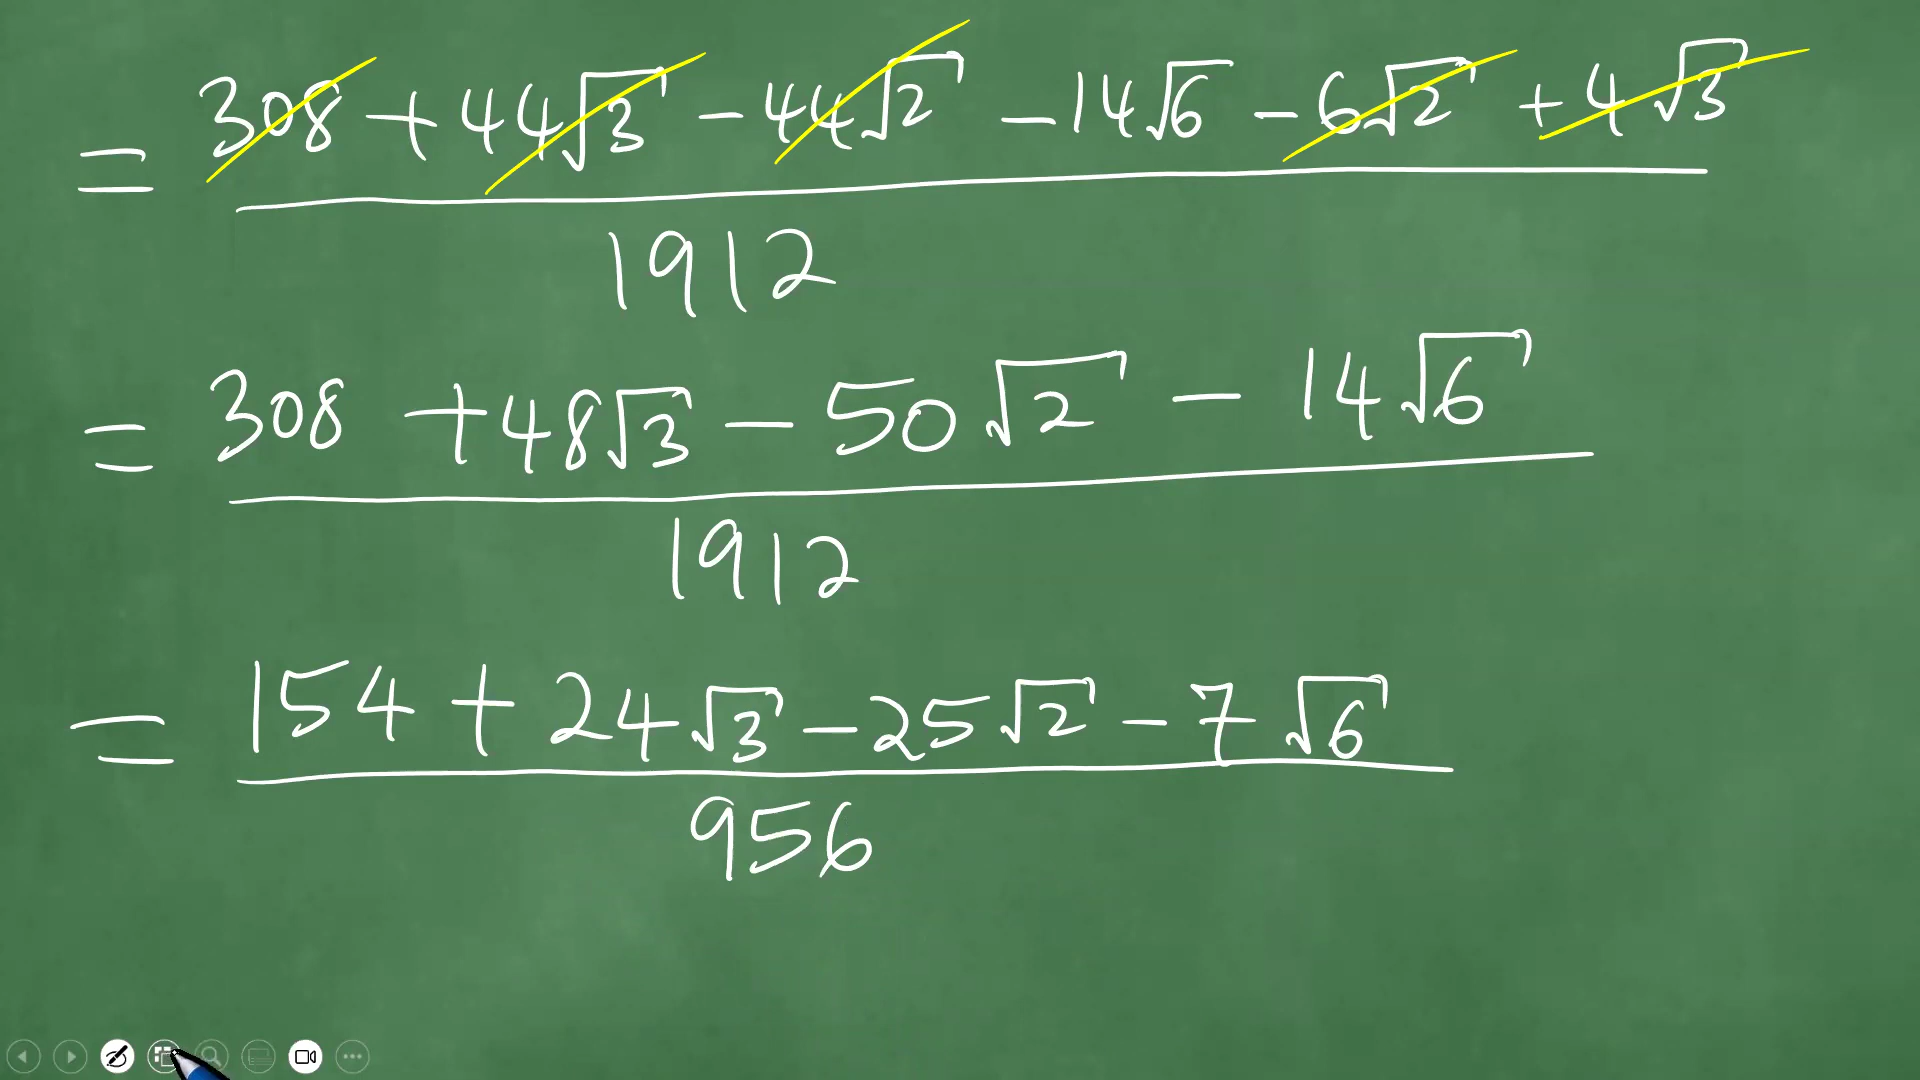 = 308 + 44√3 - 44√2 - 14√6 - 6√2 + 4√3
1912
= 308 + 48√3 - 50√2 - 14√6
1912
= 154 + 24√3 - 25√2 - 7√6
956